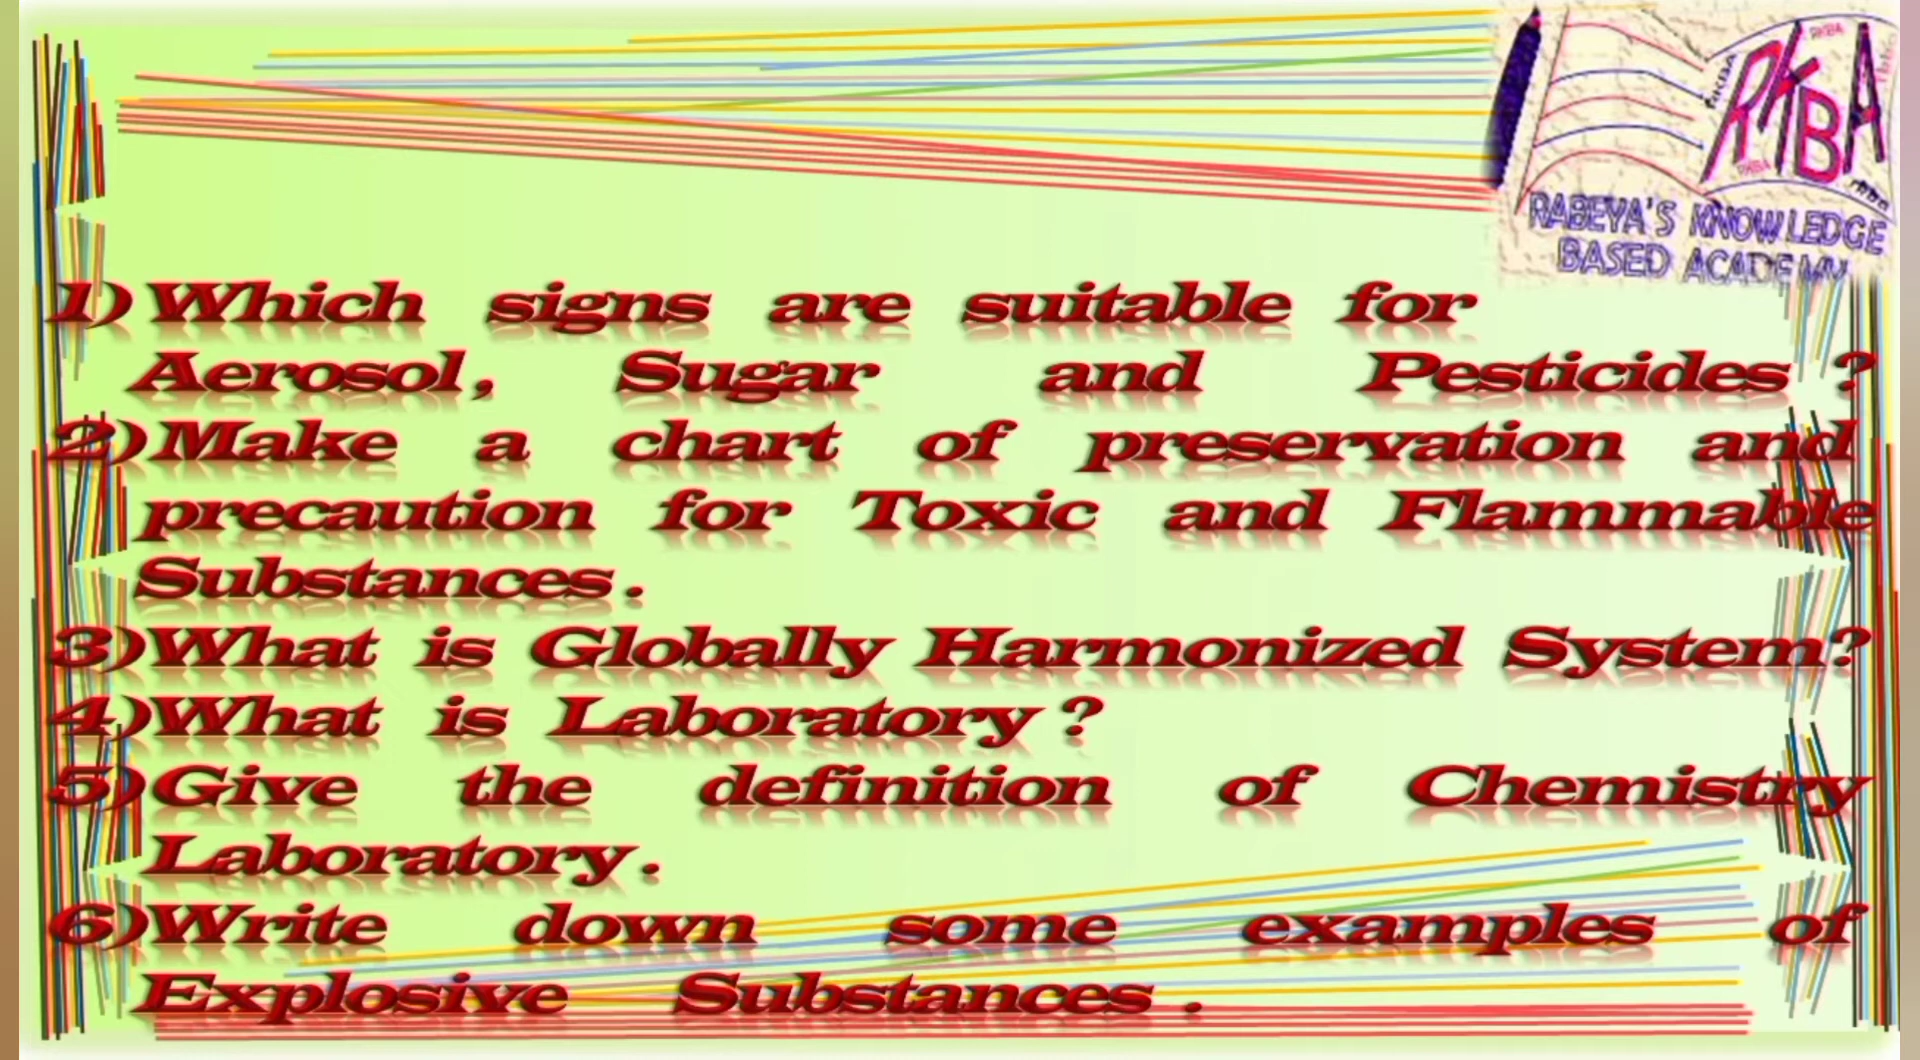 RKBA
RABEYA'S KNOWLEDGE
BASED ACADEMY
1) Which signs are suitable for
Aerosol, Sugar and Pesticides ?
2) Make a chart of preservation and
precaution for Toxic and Flammable
Substances.
3) What is Globally Harmonized System?
4) What is Laboratory ?
5) Give the definition of Chemistry
Laboratory.
6) Write down some examples of
Explosive Substances .